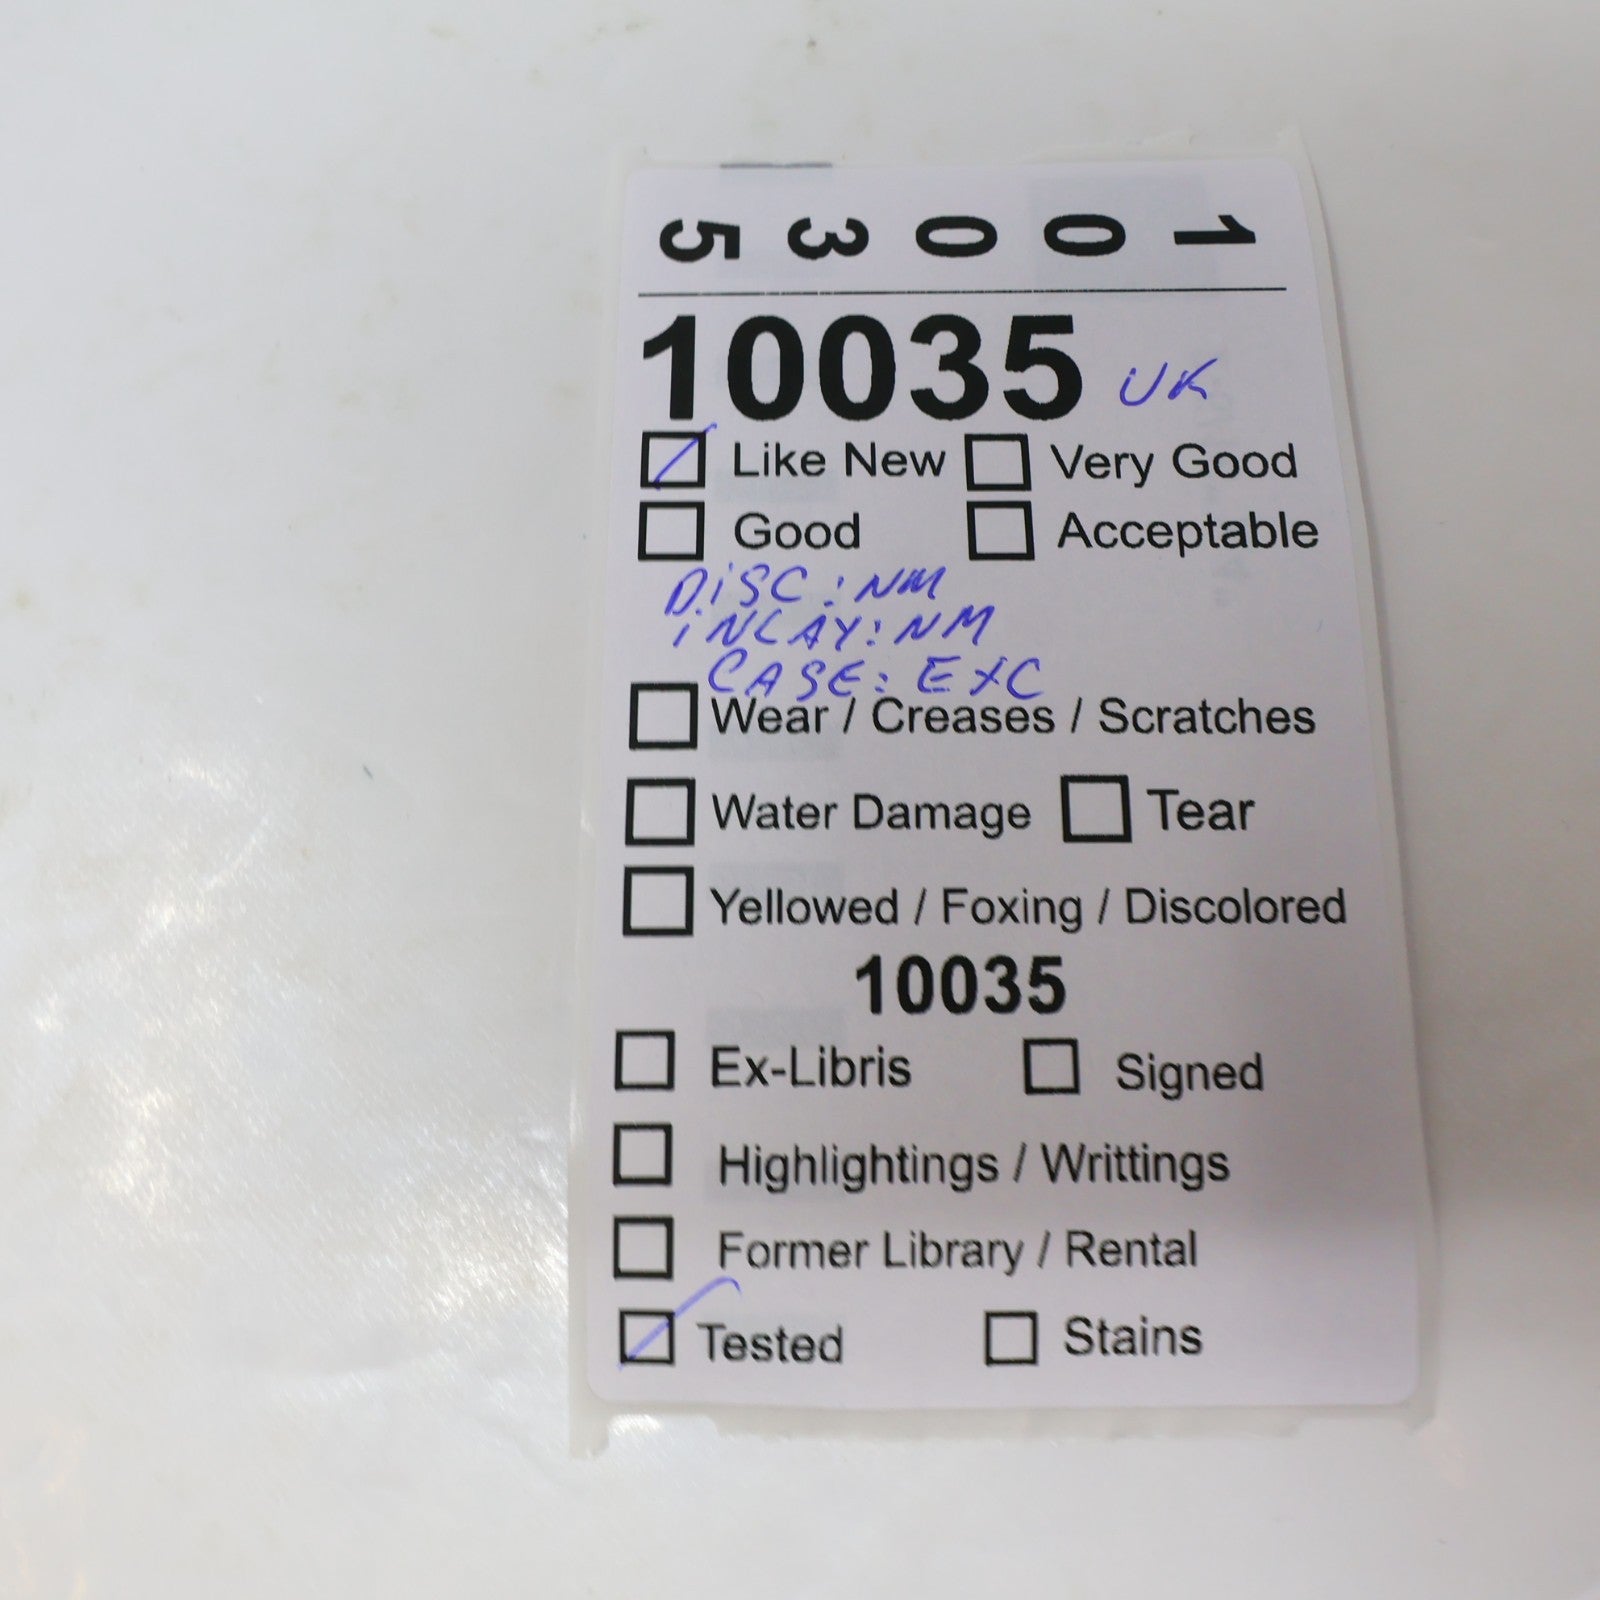 1 0 0 3 5
10035 UK
Like New Very Good
Good Acceptable
DiSC: NM
iNLAY: NM
CASE: EXC
Wear / Creases / Scratches
Water Damage Tear
Yellowed / Foxing / Discolored
10035
Ex-Libris Signed
Highlightings / Writtings
Former Library / Rental
Tested Stains